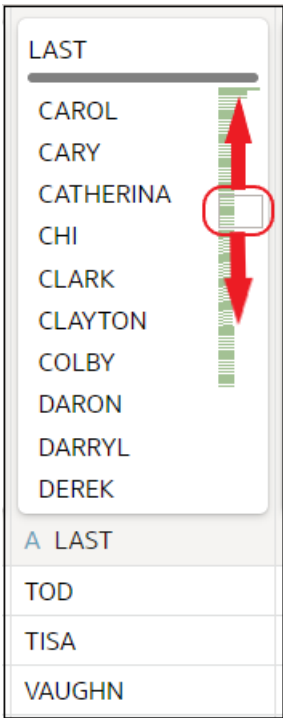 LAST
CAROL
CARY
CATHERINA
CHI
CLARK
CLAYTON
COLBY
DARON
DARRYL
DEREK
A LAST
TOD
TISA
VAUGHN